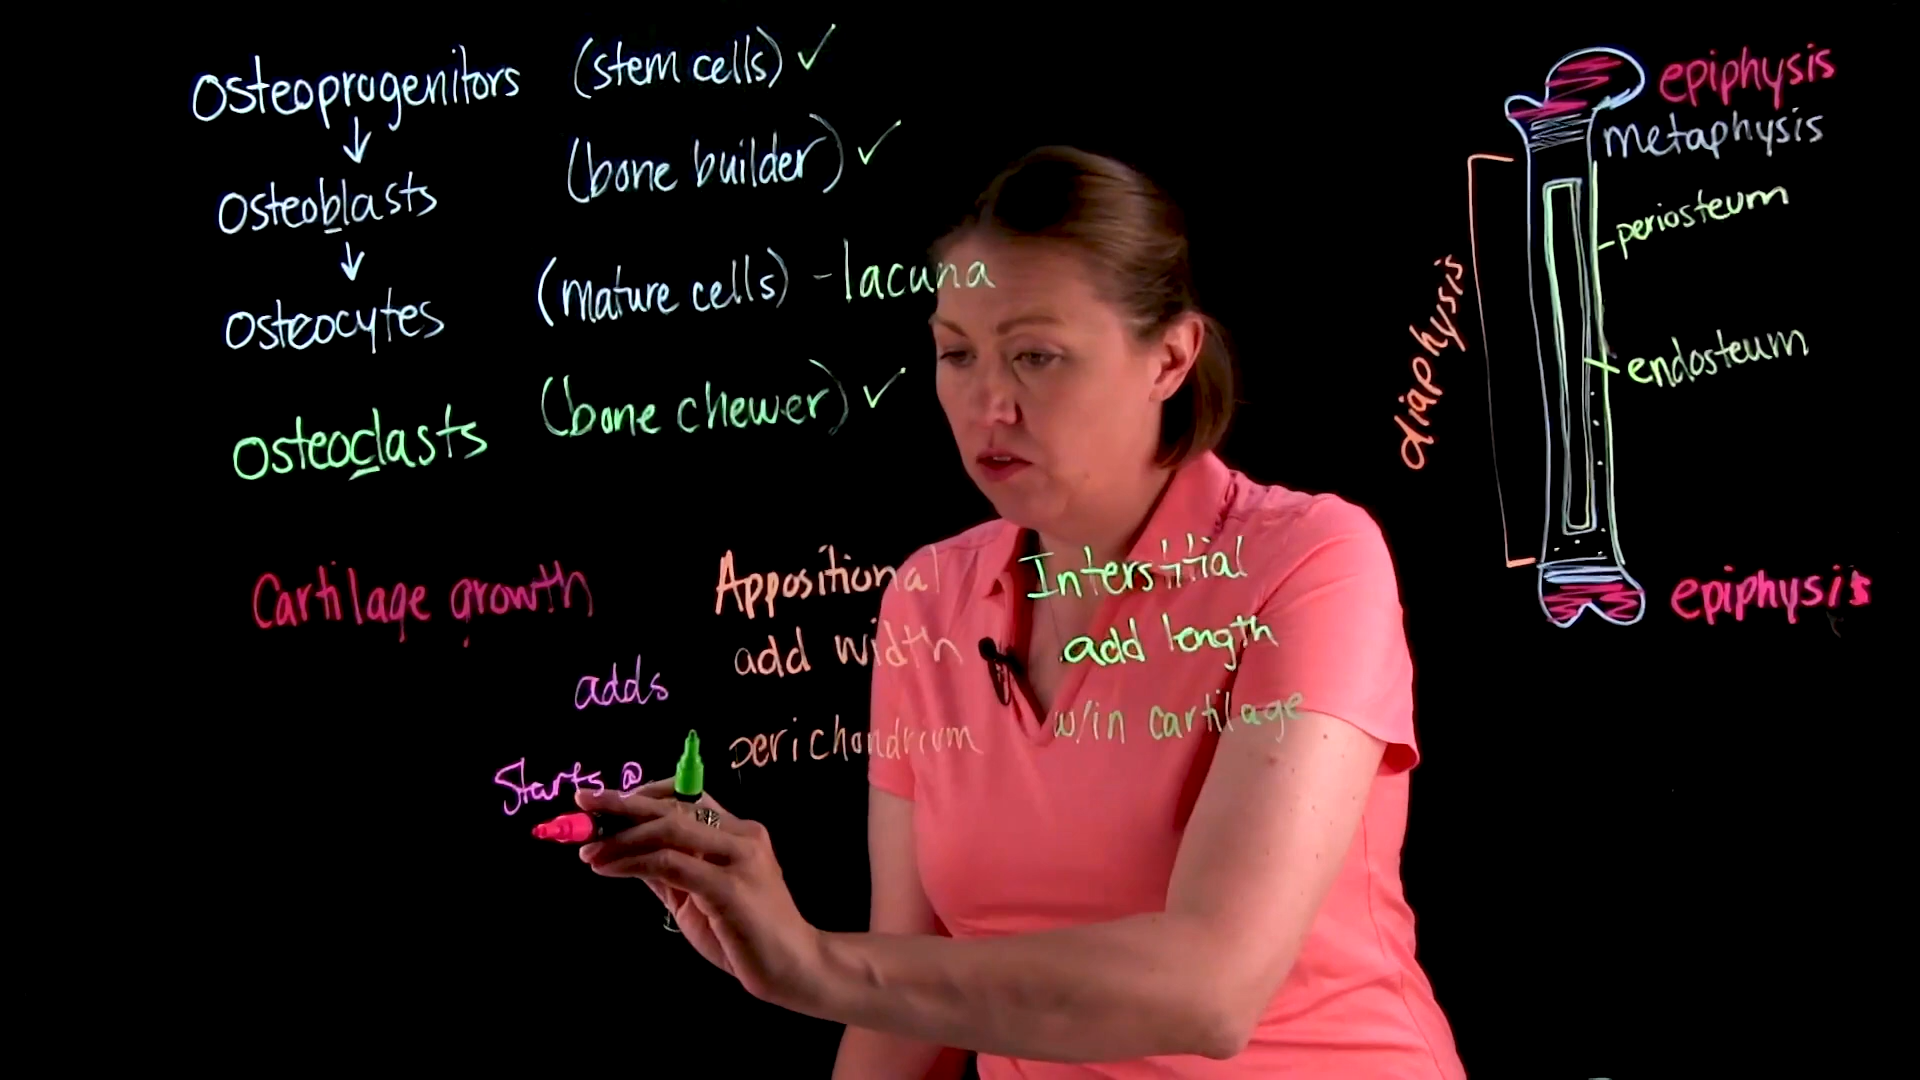 Osteoprogenitors (stem cells) ✓
↓
Osteoblasts (bone builder) ✓
↓
Osteocytes (mature cells) - lacuna
Osteoclasts (bone chewer) ✓
Cartilage growth Appositional Interstitial
adds add width add length
Starts @ perichondrium w/in cartilage
epiphysis
metaphysis
periosteum
diaphysis
endosteum
epiphysis